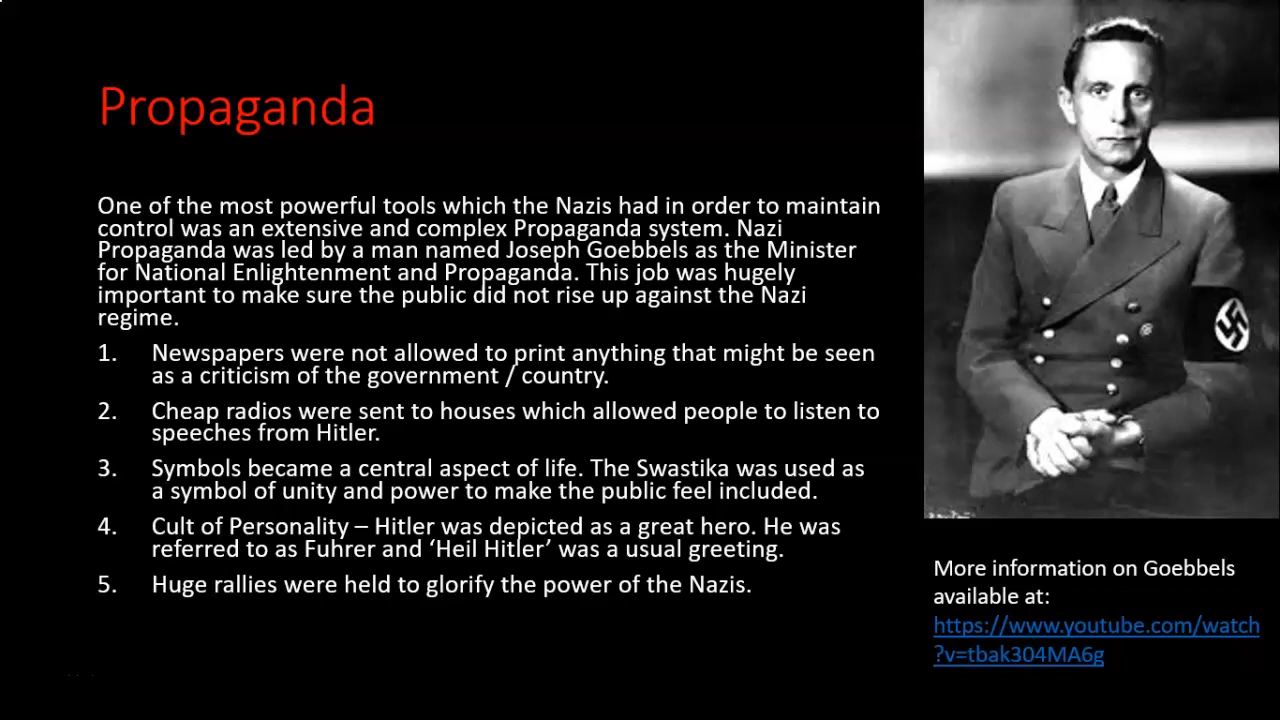 Propaganda
One of the most powerful tools which the Nazis had in order to maintain
control was an extensive and complex Propaganda system. Nazi
Propaganda was led by a man named Joseph Goebbels as the Minister
for National Enlightenment and Propaganda. This job was hugely
important to make sure the public did not rise up against the Nazi
regime.
1. Newspapers were not allowed to print anything that might be seen
as a criticism of the government / country.
2. Cheap radios were sent to houses which allowed people to listen to
speeches from Hitler.
3. Symbols became a central aspect of life. The Swastika was used as
a symbol of unity and power to make the public feel included.
4. Cult of Personality – Hitler was depicted as a great hero. He was
referred to as Fuhrer and ‘Heil Hitler’ was a usual greeting.
5. Huge rallies were held to glorify the power of the Nazis.
More information on Goebbels
available at:
https://www.youtube.com/watch
?v=tbak304MA6g